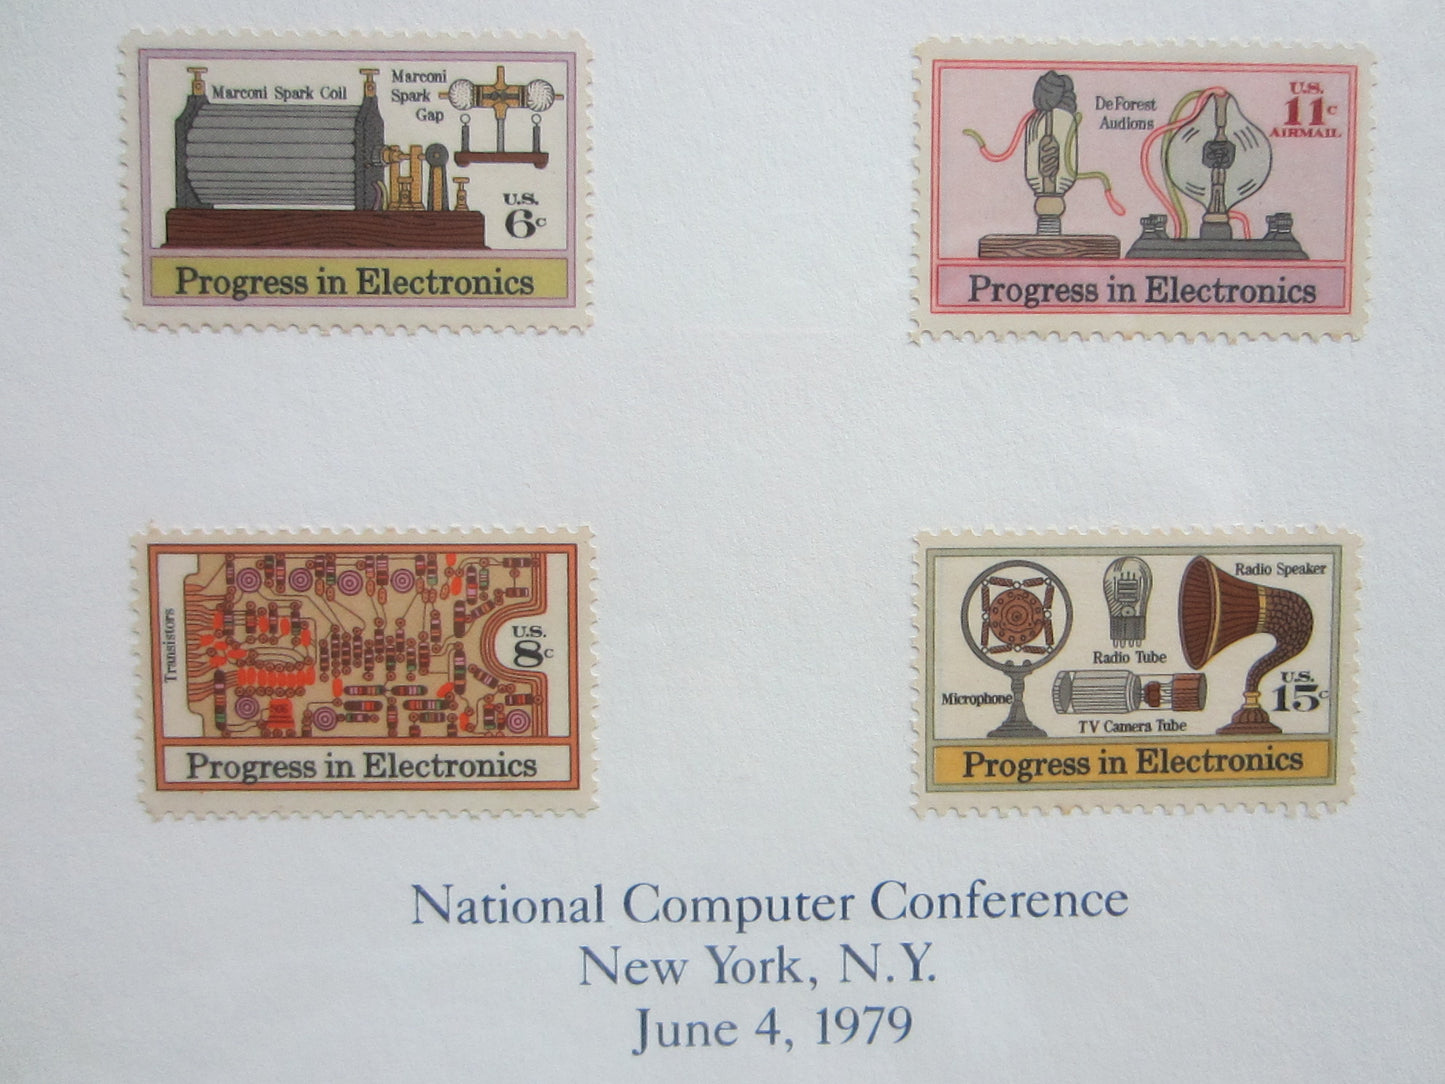 Marconi Spark Coil
Marconi
Spark
Gap
U.S.
6c
Progress in Electronics
DeForest
Audions
U.S.
11c
AIRMAIL
Progress in Electronics
Transistors
U.S.
8c
Progress in Electronics
Microphone
Radio Tube
TV Camera Tube
Radio Speaker
U.S.
15c
Progress in Electronics
National Computer Conference
New York, N.Y.
June 4, 1979